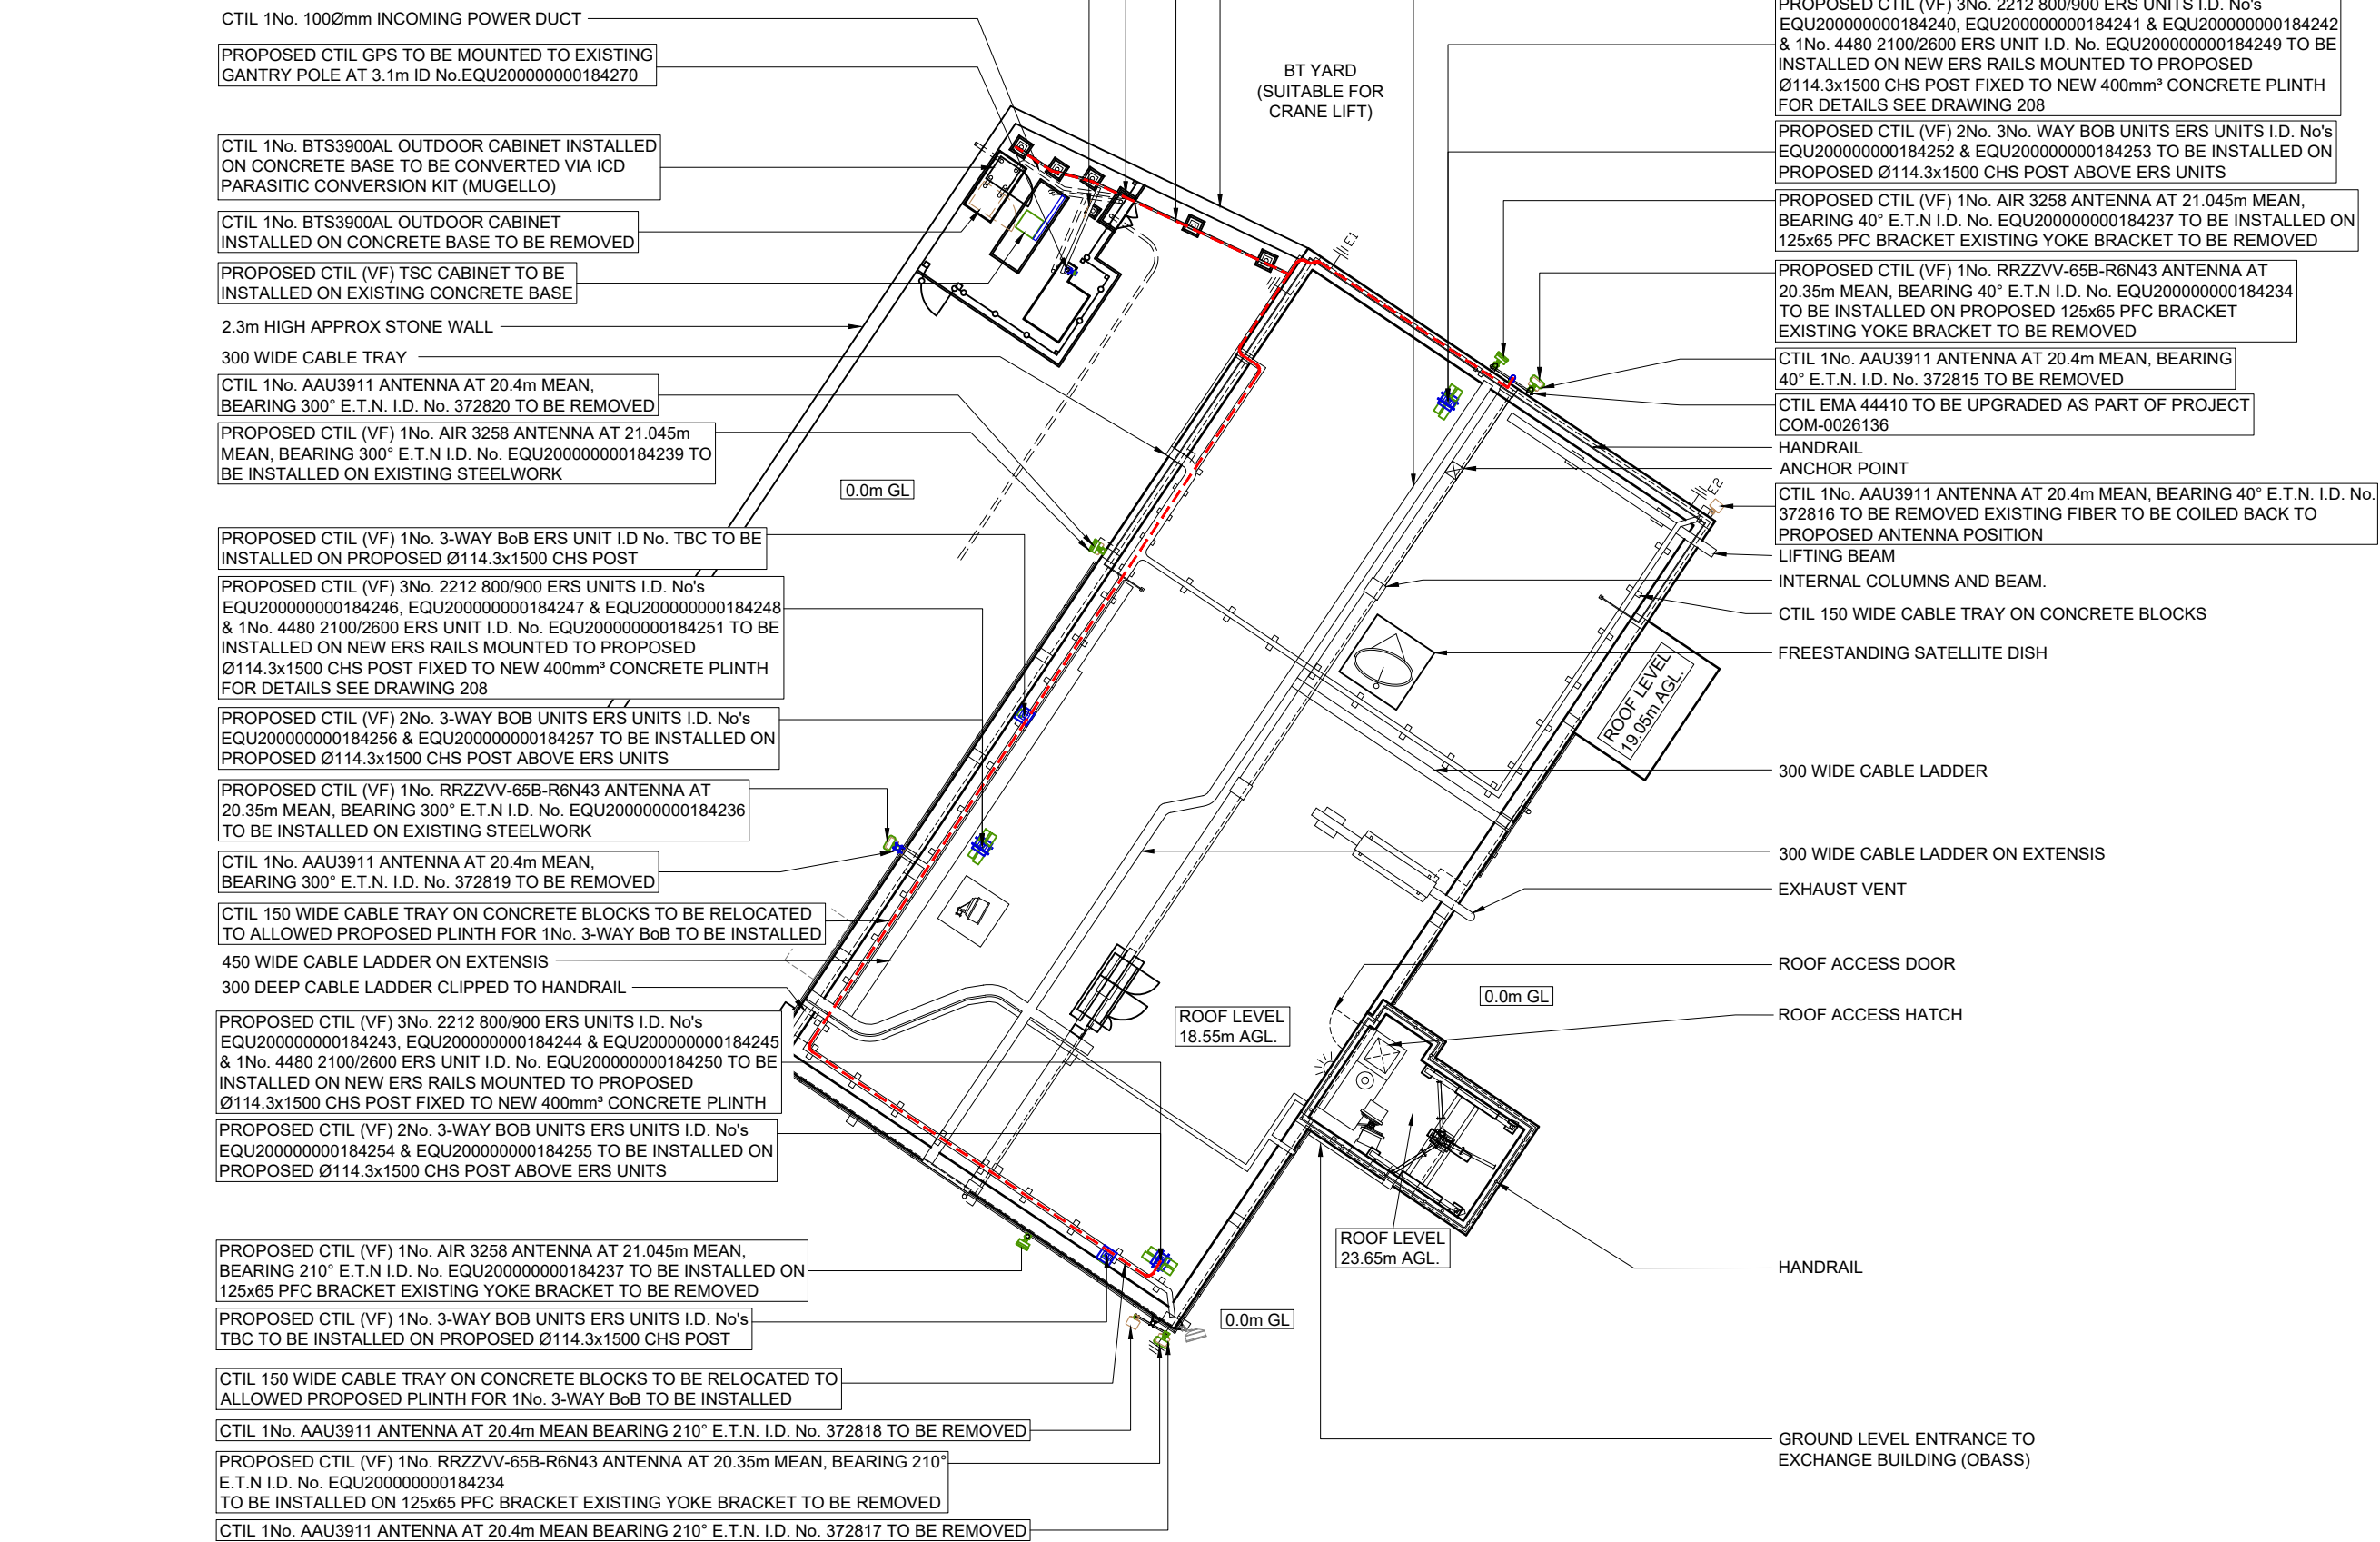 CTIL 1No. 100Ømm INCOMING POWER DUCT
PROPOSED CTIL GPS TO BE MOUNTED TO EXISTING
GANTRY POLE AT 3.1m ID No.EQU200000000184270
CTIL 1No. BTS3900AL OUTDOOR CABINET INSTALLED
ON CONCRETE BASE TO BE CONVERTED VIA ICD
PARASITIC CONVERSION KIT (MUGELLO)
CTIL 1No. BTS3900AL OUTDOOR CABINET
INSTALLED ON CONCRETE BASE TO BE REMOVED
PROPOSED CTIL (VF) TSC CABINET TO BE
INSTALLED ON EXISTING CONCRETE BASE
2.3m HIGH APPROX STONE WALL
300 WIDE CABLE TRAY
CTIL 1No. AAU3911 ANTENNA AT 20.4m MEAN,
BEARING 300° E.T.N. I.D. No. 372820 TO BE REMOVED
PROPOSED CTIL (VF) 1No. AIR 3258 ANTENNA AT 21.045m
MEAN, BEARING 300° E.T.N I.D. No. EQU200000000184239 TO
BE INSTALLED ON EXISTING STEELWORK
PROPOSED CTIL (VF) 1No. 3-WAY BoB ERS UNIT I.D No. TBC TO BE
INSTALLED ON PROPOSED Ø114.3x1500 CHS POST
PROPOSED CTIL (VF) 3No. 2212 800/900 ERS UNITS I.D. No's
EQU200000000184246, EQU200000000184247 & EQU200000000184248
& 1No. 4480 2100/2600 ERS UNIT I.D. No. EQU200000000184251 TO BE
INSTALLED ON NEW ERS RAILS MOUNTED TO PROPOSED
Ø114.3x1500 CHS POST FIXED TO NEW 400mm³ CONCRETE PLINTH
FOR DETAILS SEE DRAWING 208
PROPOSED CTIL (VF) 2No. 3-WAY BOB UNITS ERS UNITS I.D. No's
EQU200000000184256 & EQU200000000184257 TO BE INSTALLED ON
PROPOSED Ø114.3x1500 CHS POST ABOVE ERS UNITS
PROPOSED CTIL (VF) 1No. RRZZVV-65B-R6N43 ANTENNA AT
20.35m MEAN, BEARING 300° E.T.N I.D. No. EQU200000000184236
TO BE INSTALLED ON EXISTING STEELWORK
CTIL 1No. AAU3911 ANTENNA AT 20.4m MEAN,
BEARING 300° E.T.N. I.D. No. 372819 TO BE REMOVED
CTIL 150 WIDE CABLE TRAY ON CONCRETE BLOCKS TO BE RELOCATED
TO ALLOWED PROPOSED PLINTH FOR 1No. 3-WAY BoB TO BE INSTALLED
450 WIDE CABLE LADDER ON EXTENSIS
300 DEEP CABLE LADDER CLIPPED TO HANDRAIL
PROPOSED CTIL (VF) 3No. 2212 800/900 ERS UNITS I.D. No's
EQU200000000184243, EQU200000000184244 & EQU200000000184245
& 1No. 4480 2100/2600 ERS UNIT I.D. No. EQU200000000184250 TO BE
INSTALLED ON NEW ERS RAILS MOUNTED TO PROPOSED
Ø114.3x1500 CHS POST FIXED TO NEW 400mm³ CONCRETE PLINTH
PROPOSED CTIL (VF) 2No. 3-WAY BOB UNITS ERS UNITS I.D. No's
EQU200000000184254 & EQU200000000184255 TO BE INSTALLED ON
PROPOSED Ø114.3x1500 CHS POST ABOVE ERS UNITS
PROPOSED CTIL (VF) 1No. AIR 3258 ANTENNA AT 21.045m MEAN,
BEARING 210° E.T.N I.D. No. EQU200000000184237 TO BE INSTALLED ON
125x65 PFC BRACKET EXISTING YOKE BRACKET TO BE REMOVED
PROPOSED CTIL (VF) 1No. 3-WAY BOB UNITS ERS UNITS I.D. No's
TBC TO BE INSTALLED ON PROPOSED Ø114.3x1500 CHS POST
CTIL 150 WIDE CABLE TRAY ON CONCRETE BLOCKS TO BE RELOCATED TO
ALLOWED PROPOSED PLINTH FOR 1No. 3-WAY BoB TO BE INSTALLED
CTIL 1No. AAU3911 ANTENNA AT 20.4m MEAN BEARING 210° E.T.N. I.D. No. 372818 TO BE REMOVED
PROPOSED CTIL (VF) 1No. RRZZVV-65B-R6N43 ANTENNA AT 20.35m MEAN, BEARING 210°
E.T.N I.D. No. EQU200000000184234
TO BE INSTALLED ON 125x65 PFC BRACKET EXISTING YOKE BRACKET TO BE REMOVED
CTIL 1No. AAU3911 ANTENNA AT 20.4m MEAN BEARING 210° E.T.N. I.D. No. 372817 TO BE REMOVED
BT YARD
(SUITABLE FOR
CRANE LIFT)
E1
0.0m GL
E2
ROOF LEVEL
19.05m AGL.
ROOF LEVEL
18.55m AGL.
0.0m GL
ROOF LEVEL
23.65m AGL.
0.0m GL
PROPOSED CTIL (VF) 3No. 2212 800/900 ERS UNITS I.D. No's
EQU200000000184240, EQU200000000184241 & EQU200000000184242
& 1No. 4480 2100/2600 ERS UNIT I.D. No. EQU200000000184249 TO BE
INSTALLED ON NEW ERS RAILS MOUNTED TO PROPOSED
Ø114.3x1500 CHS POST FIXED TO NEW 400mm³ CONCRETE PLINTH
FOR DETAILS SEE DRAWING 208
PROPOSED CTIL (VF) 2No. 3No. WAY BOB UNITS ERS UNITS I.D. No's
EQU200000000184252 & EQU200000000184253 TO BE INSTALLED ON
PROPOSED Ø114.3x1500 CHS POST ABOVE ERS UNITS
PROPOSED CTIL (VF) 1No. AIR 3258 ANTENNA AT 21.045m MEAN,
BEARING 40° E.T.N I.D. No. EQU200000000184237 TO BE INSTALLED ON
125x65 PFC BRACKET EXISTING YOKE BRACKET TO BE REMOVED
PROPOSED CTIL (VF) 1No. RRZZVV-65B-R6N43 ANTENNA AT
20.35m MEAN, BEARING 40° E.T.N I.D. No. EQU200000000184234
TO BE INSTALLED ON PROPOSED 125x65 PFC BRACKET
EXISTING YOKE BRACKET TO BE REMOVED
CTIL 1No. AAU3911 ANTENNA AT 20.4m MEAN, BEARING
40° E.T.N. I.D. No. 372815 TO BE REMOVED
CTIL EMA 44410 TO BE UPGRADED AS PART OF PROJECT
COM-0026136
HANDRAIL
ANCHOR POINT
CTIL 1No. AAU3911 ANTENNA AT 20.4m MEAN, BEARING 40° E.T.N. I.D. No.
372816 TO BE REMOVED EXISTING FIBER TO BE COILED BACK TO
PROPOSED ANTENNA POSITION
LIFTING BEAM
INTERNAL COLUMNS AND BEAM.
CTIL 150 WIDE CABLE TRAY ON CONCRETE BLOCKS
FREESTANDING SATELLITE DISH
300 WIDE CABLE LADDER
300 WIDE CABLE LADDER ON EXTENSIS
EXHAUST VENT
ROOF ACCESS DOOR
ROOF ACCESS HATCH
HANDRAIL
GROUND LEVEL ENTRANCE TO
EXCHANGE BUILDING (OBASS)